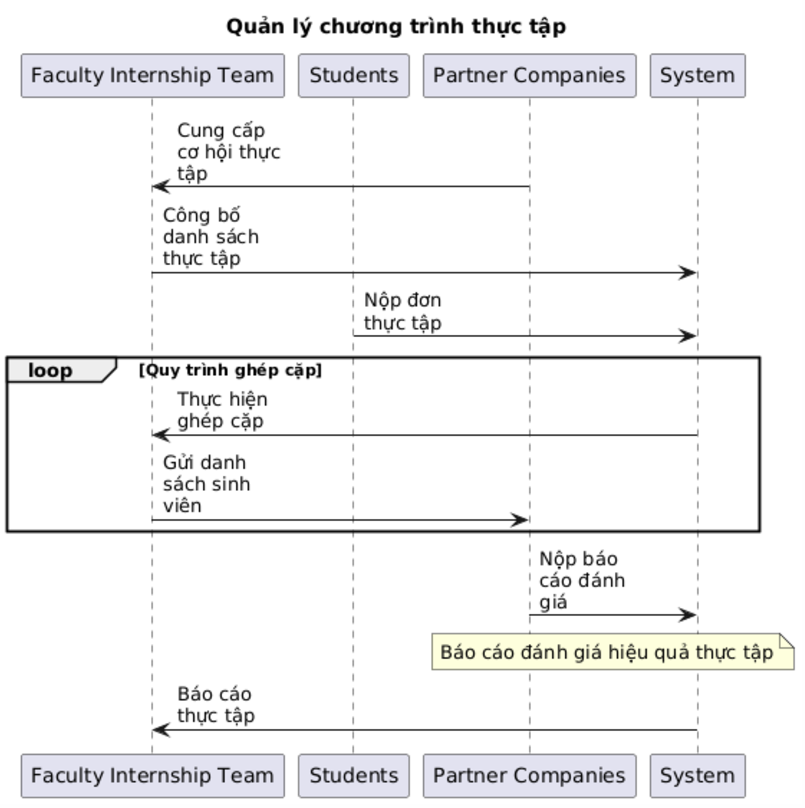 Quản lý chương trình thực tập
Faculty Internship Team
Students
Partner Companies
System
Cung cấp
cơ hội thực
tập
Công bố
danh sách
thực tập
Nộp đơn
thực tập
loop
[Quy trình ghép cặp]
Thực hiện
ghép cặp
Gửi danh
sách sinh
viên
Nộp báo
cáo đánh
giá
Báo cáo đánh giá hiệu quả thực tập
Báo cáo
thực tập
Faculty Internship Team
Students
Partner Companies
System